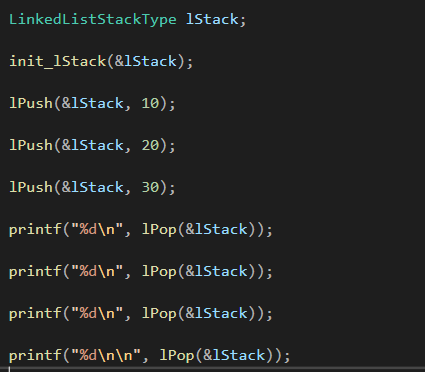 LinkedListStackType lStack;
init_lStack(&lStack);
lPush(&lStack, 10);
lPush(&lStack, 20);
lPush(&lStack, 30);
printf("%d\n", lPop(&lStack));
printf("%d\n", lPop(&lStack));
printf("%d\n", lPop(&lStack));
printf("%d\n\n", lPop(&lStack));